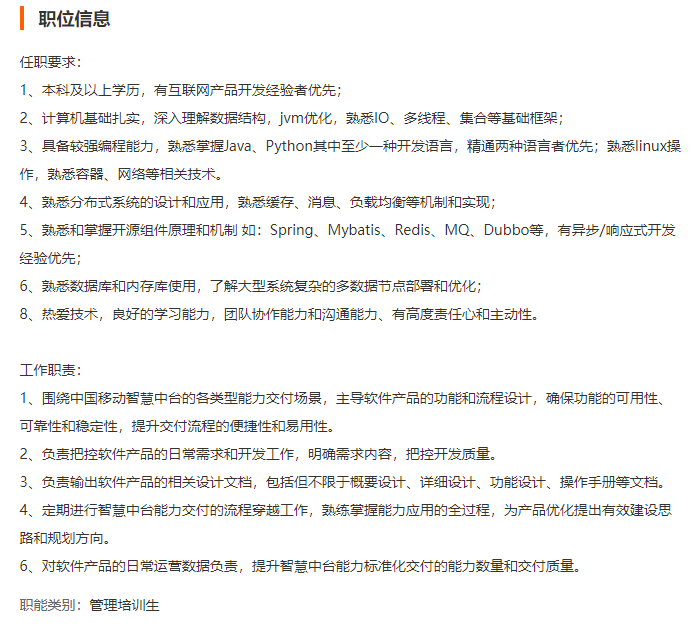 职位信息
任职要求：
1、本科及以上学历，有互联网产品开发经验者优先；
2、计算机基础扎实，深入理解数据结构，jvm优化，熟悉IO、多线程、集合等基础框架；
3、具备较强编程能力，熟悉掌握Java、Python其中至少一种开发语言，精通两种语言者优先；熟悉linux操
作，熟悉容器、网络等相关技术。
4、熟悉分布式系统的设计和应用，熟悉缓存、消息、负载均衡等机制和实现；
5、熟悉和掌握开源组件原理和机制 如：Spring、Mybatis、Redis、MQ、Dubbo等，有异步/响应式开发
经验优先；
6、熟悉数据库和内存库使用，了解大型系统复杂的多数据节点部署和优化；
8、热爱技术，良好的学习能力，团队协作能力和沟通能力、有高度责任心和主动性。
工作职责：
1、围绕中国移动智慧中台的各类型能力交付场景，主导软件产品的功能和流程设计，确保功能的可用性、
可靠性和稳定性，提升交付流程的便捷性和易用性。
2、负责把控软件产品的日常需求和开发工作，明确需求内容，把控开发质量。
3、负责输出软件产品的相关设计文档，包括但不限于概要设计、详细设计、功能设计、操作手册等文档。
4、定期进行智慧中台能力交付的流程穿越工作，熟练掌握能力应用的全过程，为产品优化提出有效建设思
路和规划方向。
6、对软件产品的日常运营数据负责，提升智慧中台能力标准化交付的能力数量和交付质量。
职能类别：管理培训生